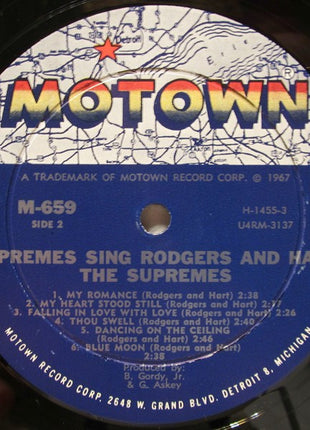 Detroit
ERIE
MOTOWN®
A TRADEMARK OF MOTOWN RECORD CORP. © 1967
M-659 H-1455-3
SIDE 2 U4RM-3137
PREMES SING RODGERS AND HA
THE SUPREMES
1. MY ROMANCE (Rodgers and Hart) 2:38
2. MY HEART STOOD STILL (Rodgers and Hart) 2:37
3. FALLING IN LOVE WITH LOVE (Rodgers and Hart) 2:26
4. THOU SWELL (Rodgers and Hart) 2:40
5. DANCING ON THE CEILING
(Rodgers and Hart) 2:46
6. BLUE MOON (Rodgers and Hart)
2:38
Produced by:
B. Gordy, Jr.
& G. Askey
MOTOWN RECORD CORP. 2648 W. GRAND BLVD. DETROIT 8, MICHIGAN